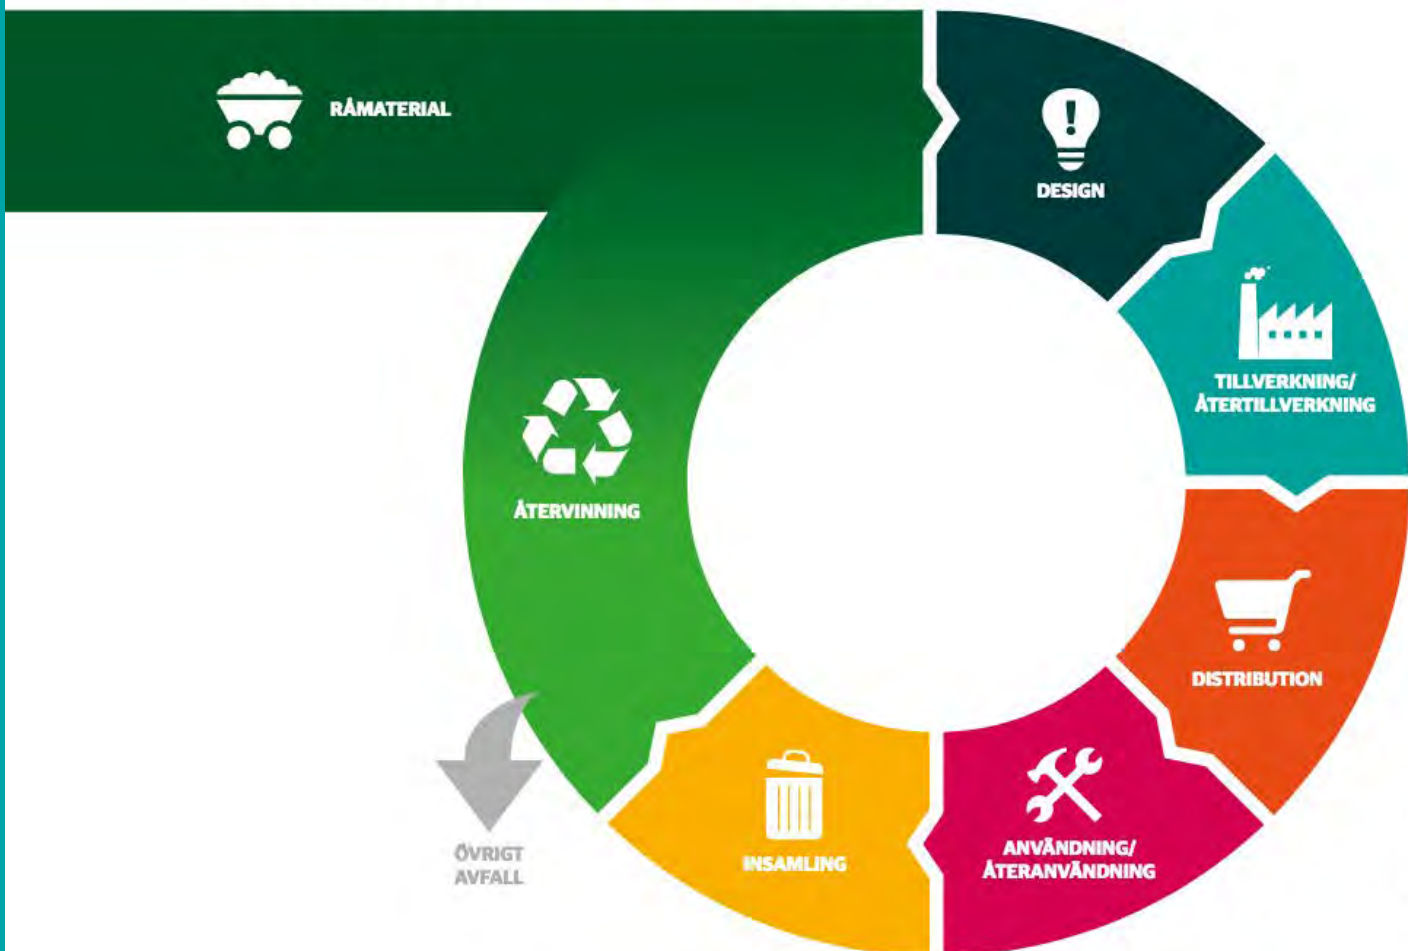 RÅMATERIAL
DESIGN
TILLVERKNING/
ÅTERTILLVERKNING
DISTRIBUTION
ANVÄNDNING/
ÅTERANVÄNDNING
INSAMLING
ÅTERVINNING
ÖVRIGT
AVFALL